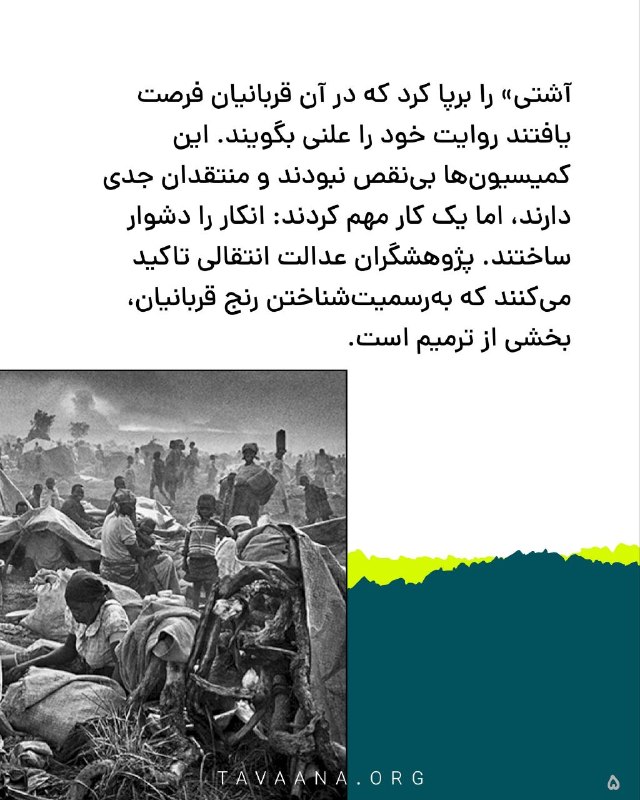 آشتی» را برپا کرد که در آن قربانیان فرصت
یافتند روایت خود را علنی بگویند. این
کمیسیون‌ها بی‌نقص نبودند و منتقدان جدی
دارند، اما یک کار مهم کردند: انکار را دشوار
ساختند. پژوهشگران عدالت انتقالی تاکید
می‌کنند که به‌رسمیت‌شناختن رنج قربانیان،
بخشی از ترمیم است.
TAVAANA.ORG
۵